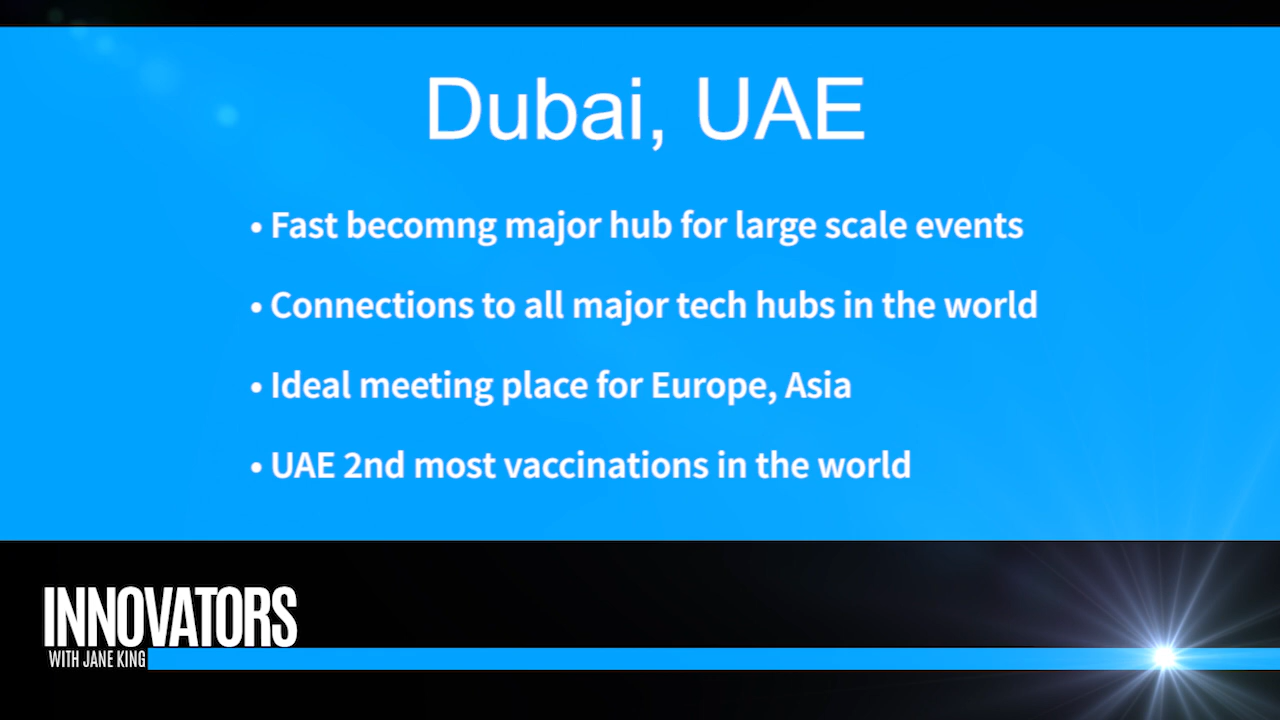 Dubai, UAE
• Fast becomng major hub for large scale events
• Connections to all major tech hubs in the world
• Ideal meeting place for Europe, Asia
• UAE 2nd most vaccinations in the world
INNOVATORS
WITH JANE KING